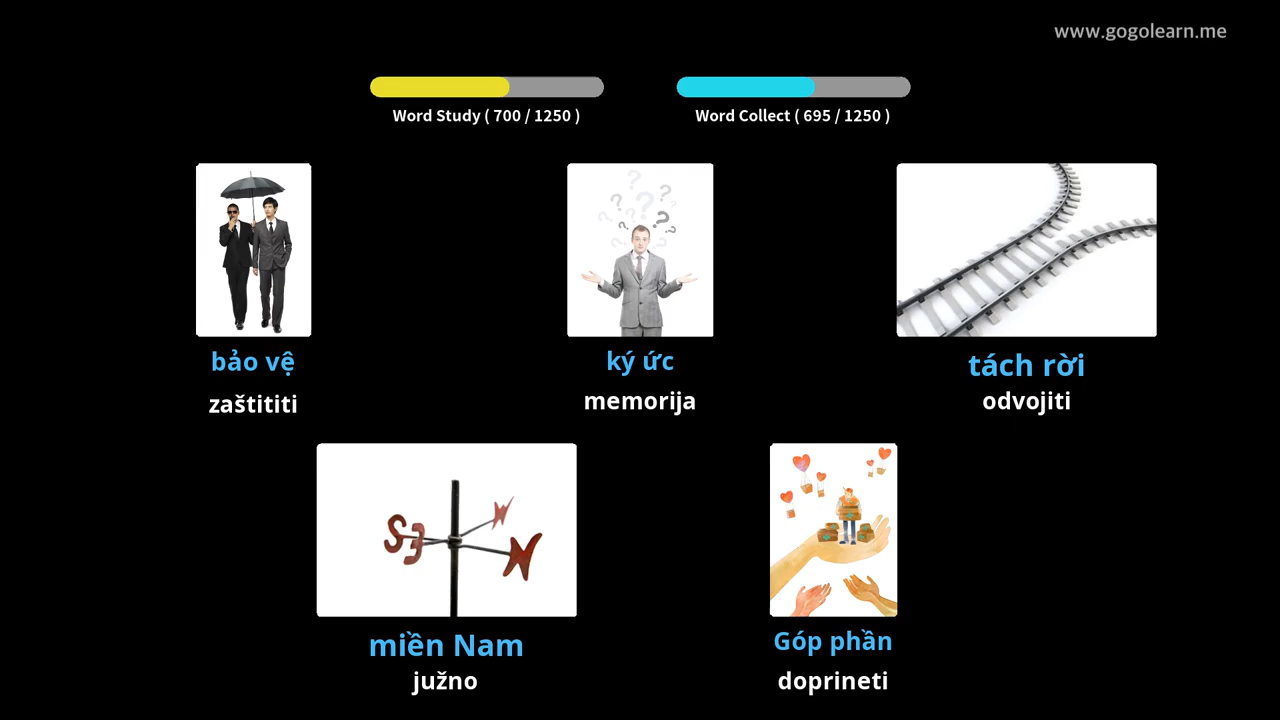 www.gogolearn.me
Word Study ( 700 / 1250 )
Word Collect ( 695 / 1250 )
bảo vệ
zaštititi
ký ức
memorija
tách rời
odvojiti
S
E
N
W
miền Nam
južno
Góp phần
doprineti